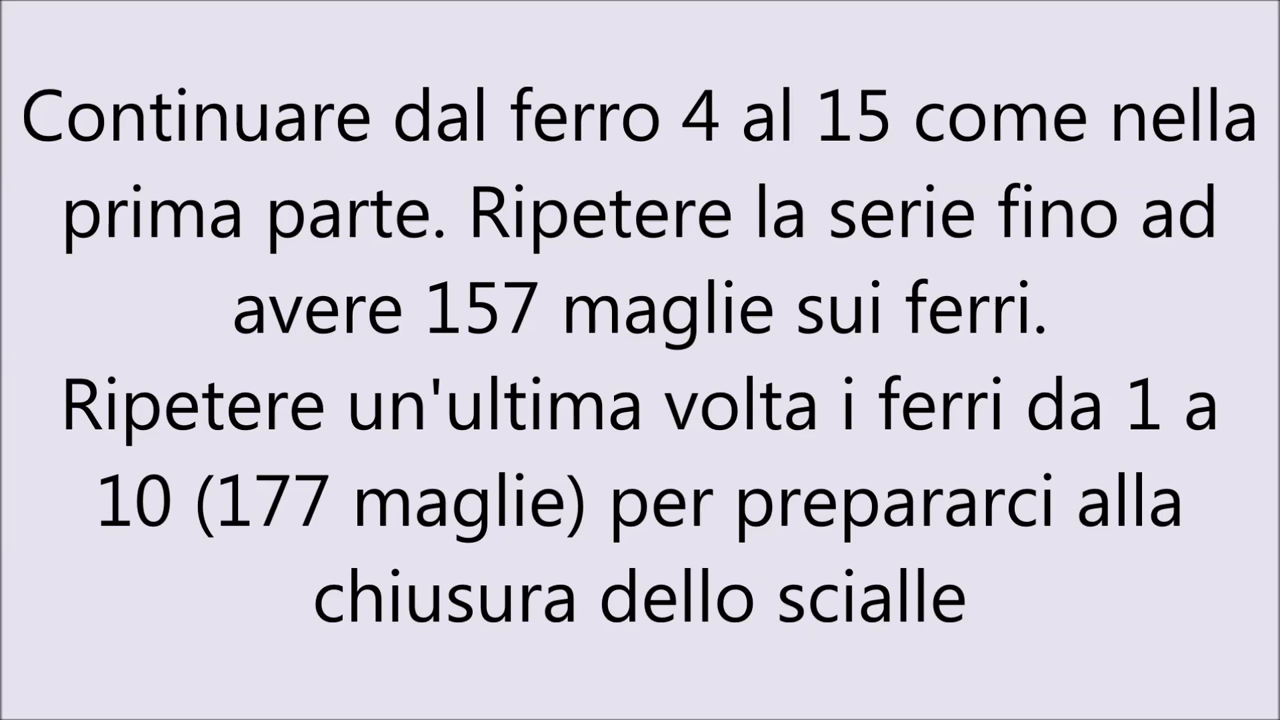 Continuare dal ferro 4 al 15 come nella
prima parte. Ripetere la serie fino ad
avere 157 maglie sui ferri.
Ripetere un'ultima volta i ferri da 1 a
10 (177 maglie) per prepararci alla
chiusura dello scialle